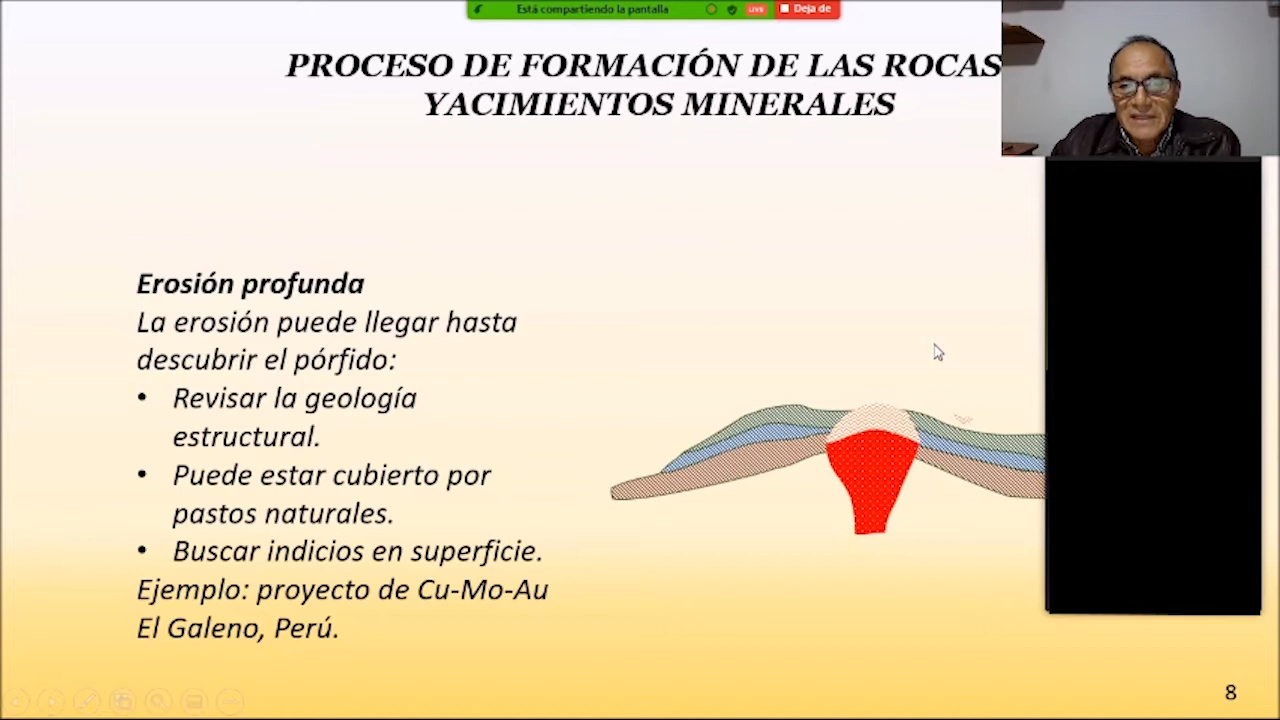 Está compartiendo la pantalla
LIVE
Deja de
PROCESO DE FORMACIÓN DE LAS ROCAS
YACIMIENTOS MINERALES
Erosión profunda
La erosión puede llegar hasta
descubrir el pórfido:
• Revisar la geología
estructural.
• Puede estar cubierto por
pastos naturales.
• Buscar indicios en superficie.
Ejemplo: proyecto de Cu-Mo-Au
El Galeno, Perú.
8